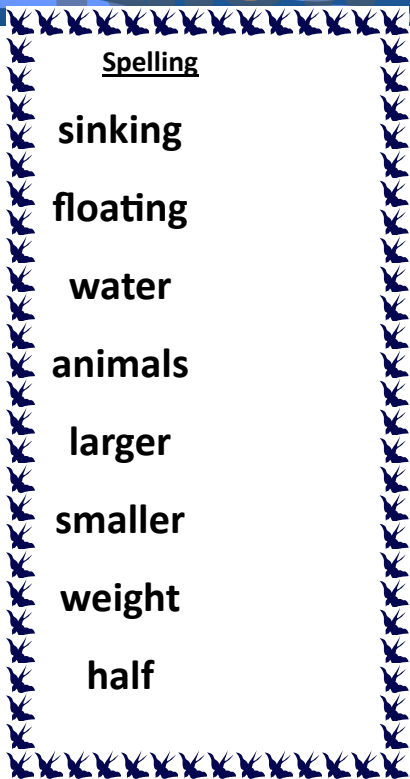 Spelling
sinking
floating
water
animals
larger
smaller
weight
half